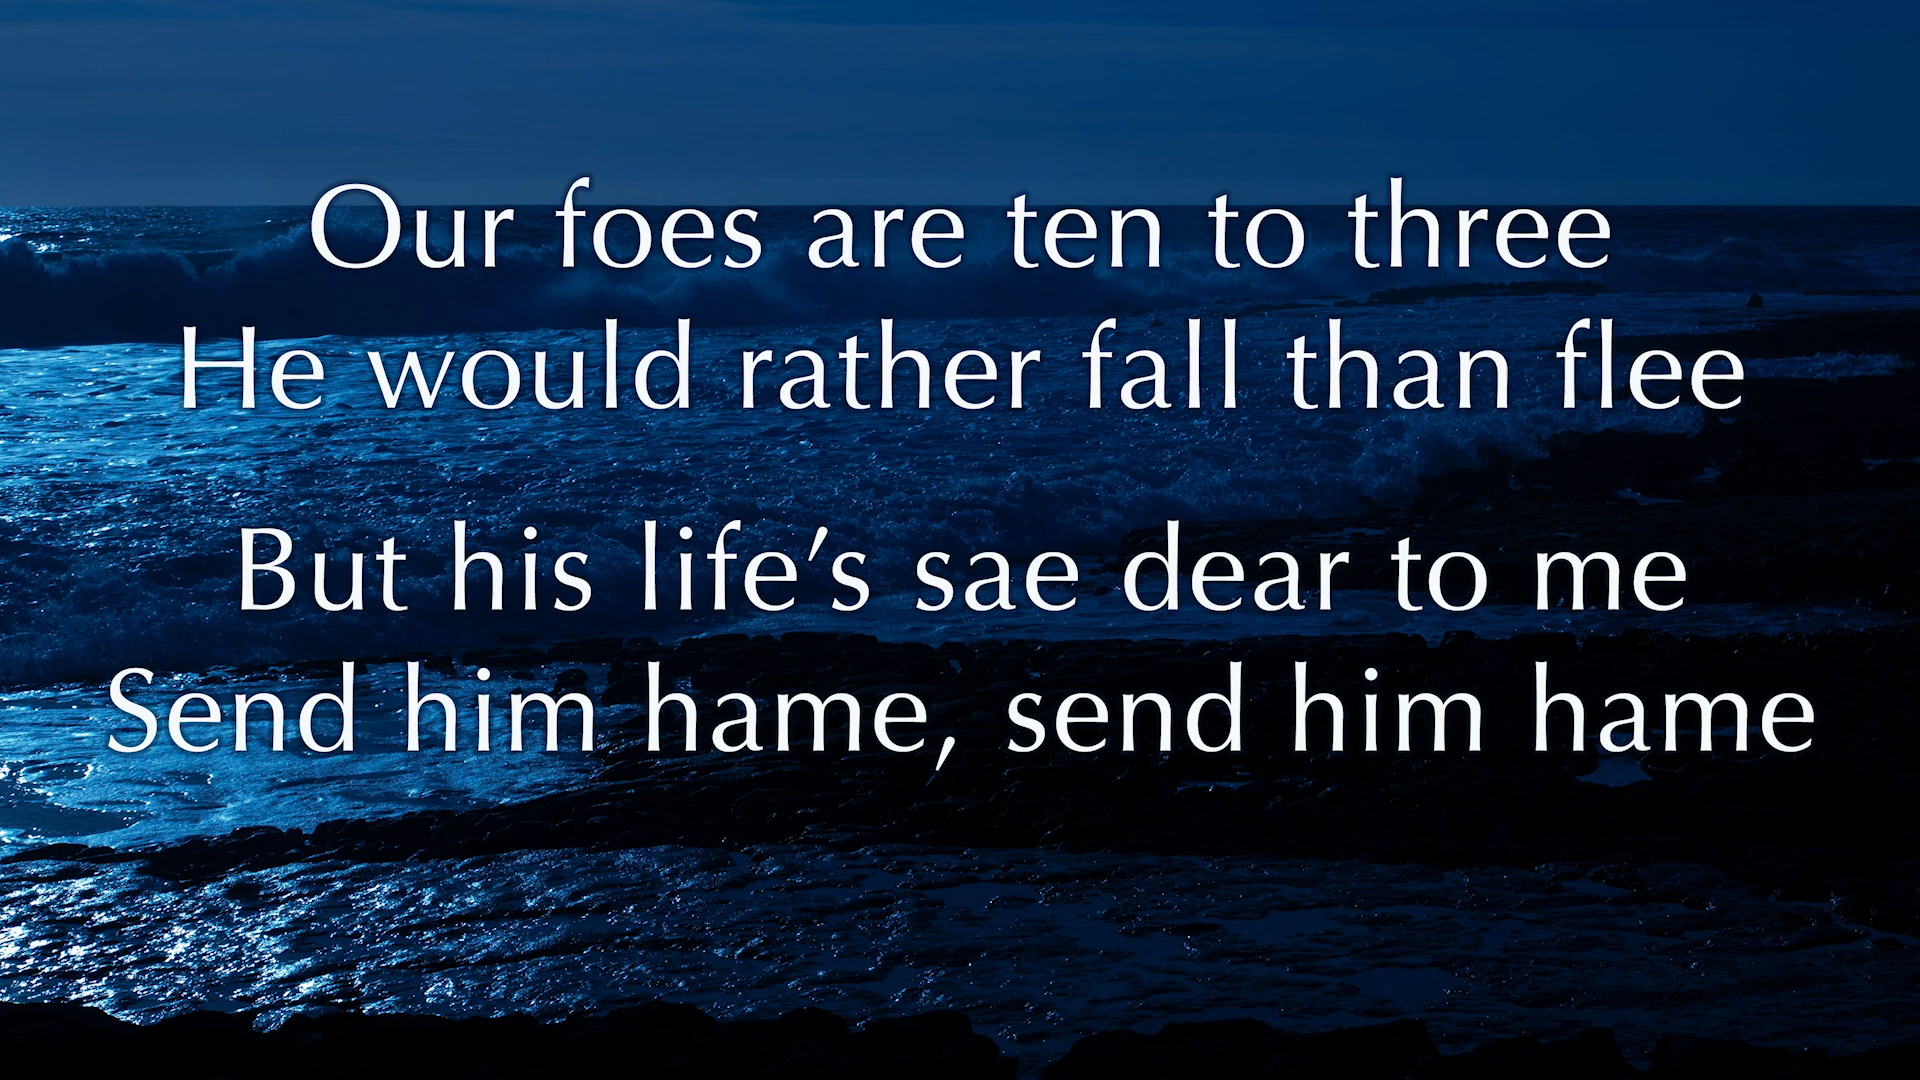 Our foes are ten to three
He would rather fall than flee
But his life’s sae dear to me
Send him hame, send him hame